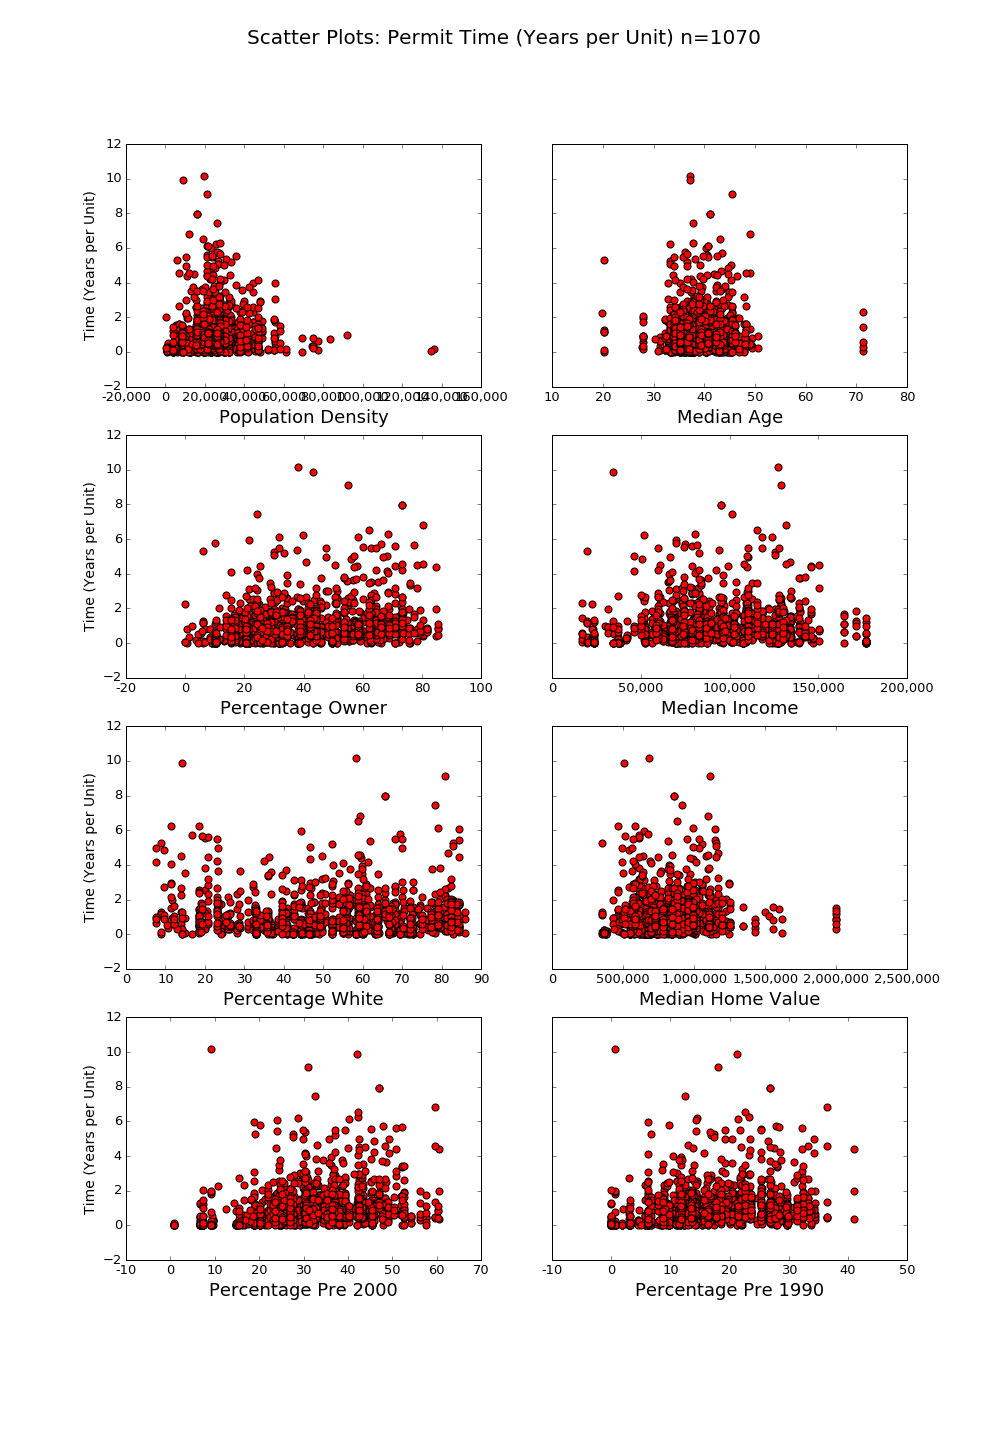 Scatter Plots: Permit Time (Years per Unit) n=1070
12
10
8
6
4
2
0
−2
Time (Years per Unit)
-20,000 0 20,000 40,000 60,000 80,000 100,000 120,000 140,000 160,000
Population Density
10 20 30 40 50 60 70 80
Median Age
12
10
8
6
4
2
0
−2
Time (Years per Unit)
-20 0 20 40 60 80 100
Percentage Owner
0 50,000 100,000 150,000 200,000
Median Income
12
10
8
6
4
2
0
−2
Time (Years per Unit)
0 10 20 30 40 50 60 70 80 90
Percentage White
0 500,000 1,000,000 1,500,000 2,000,000 2,500,000
Median Home Value
12
10
8
6
4
2
0
−2
Time (Years per Unit)
-10 0 10 20 30 40 50 60 70
Percentage Pre 2000
-10 0 10 20 30 40 50
Percentage Pre 1990